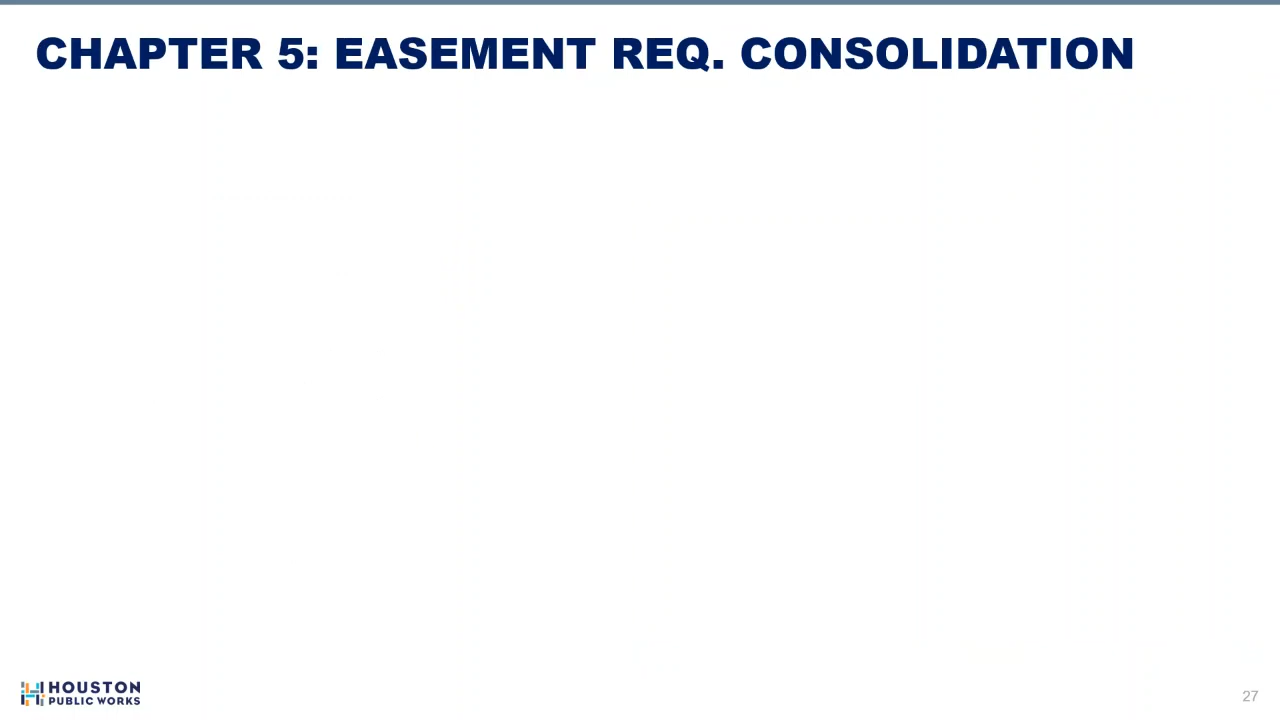 CHAPTER 5: EASEMENT REQ. CONSOLIDATION
HOUSTON
PUBLIC WORKS
27